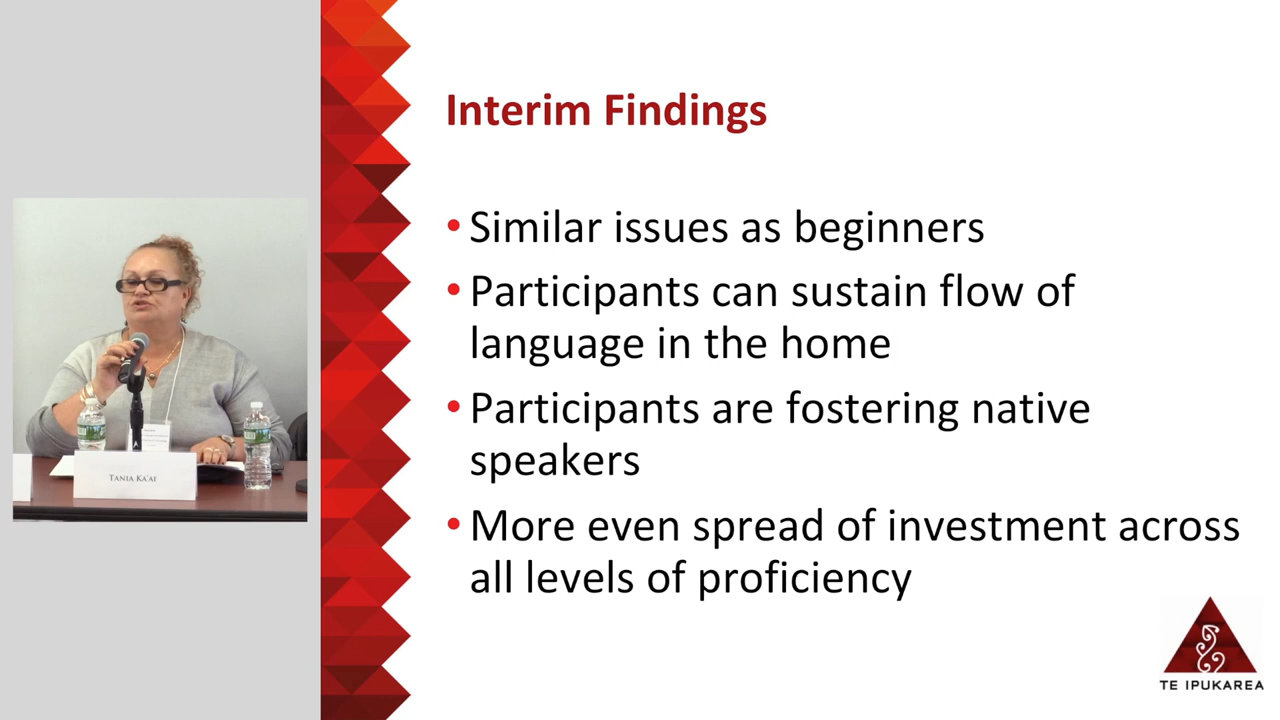 Interim Findings
• Similar issues as beginners
• Participants can sustain flow of
language in the home
• Participants are fostering native
speakers
• More even spread of investment across
all levels of proficiency
TANIA KA'AI
TE IPUKAREA